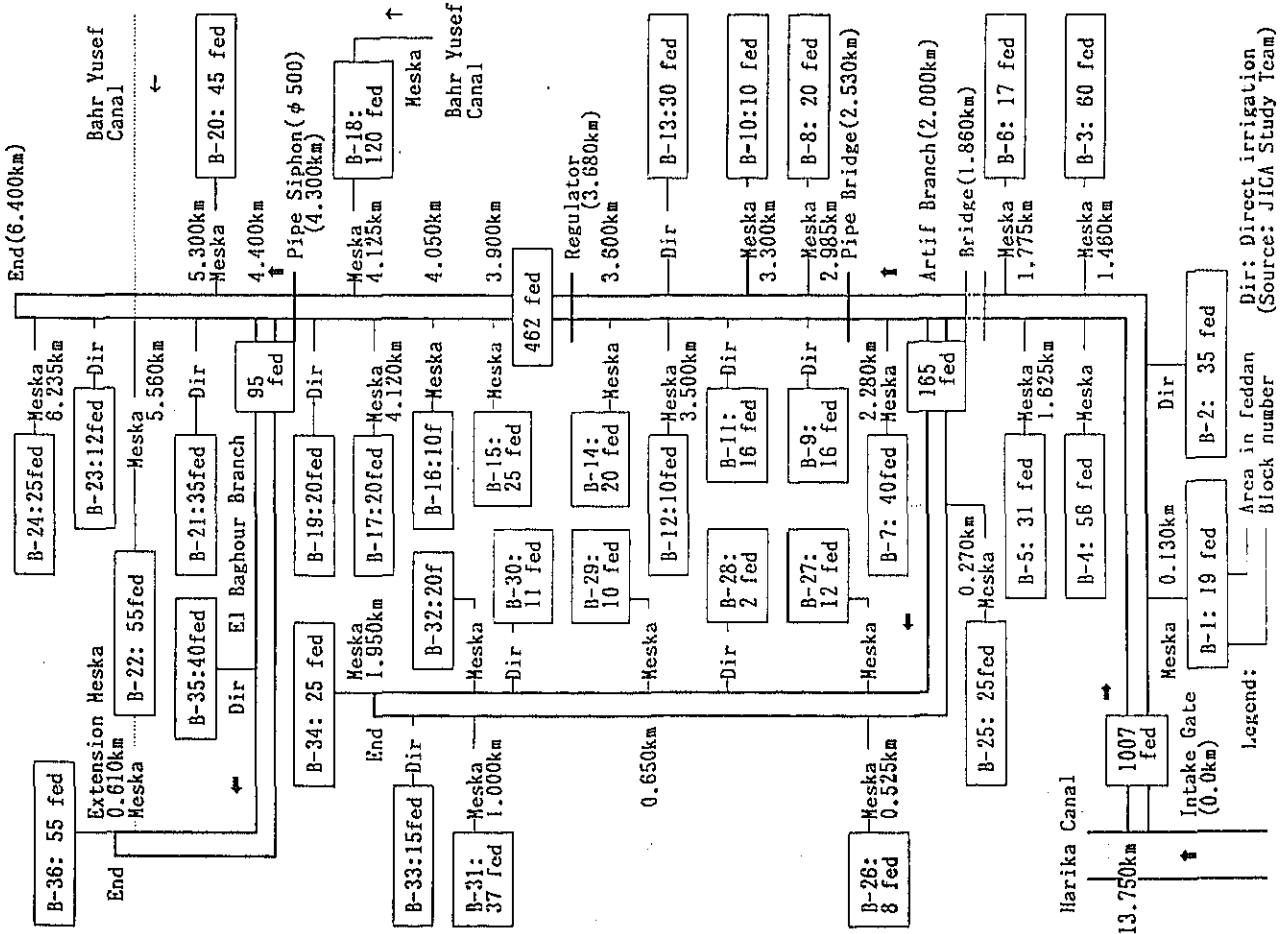 End(6.400km)
Bahr Yusef
Canal
←
B-24:25fed
Meska
6.235km
B-23:12fed
Dir
Extension Meska
0.610km
Meska
B-36: 55 fed
End
B-22: 55fed
Meska
5.560km
5.300km
Meska
B-20: 45 fed
B-21:35fed
Dir
4.400km
B-35:40fed
Dir
El Baghour Branch
95
fed
Pipe Siphon(φ500)
(4.300km)
B-19:20fed
Dir
B-18:
120 fed
Meska
4.125km
Meska
Bahr Yusef
Canal
B-17:20fed
Meska
4.120km
B-34: 25 fed
Meska
1.950km
End
B-16:10f
Meska
4.050km
B-32:20f
Meska
B-15:
25 fed
Meska
3.900km
462 fed
B-33:15fed
Dir
B-30:
11 fed
Dir
Regulator
(3.680km)
B-31:
37 fed
Meska
1.000km
B-14:
20 fed
Meska
3.600km
B-29:
10 fed
Meska
0.650km
B-13:30 fed
Dir
B-12:10fed
Meska
3.500km
B-10:10 fed
Meska
3.300km
B-11:
16 fed
Dir
B-28:
2 fed
Dir
B-8: 20 fed
Meska
2.985km
B-9:
16 fed
Dir
B-27:
12 fed
Meska
Pipe Bridge(2.530km)
B-7: 40fed
2.280km
Meska
B-26:
8 fed
Meska
0.525km
Artif Branch(2.000km)
165
fed
Bridge(1.860km)
0.270km
Meska
B-25: 25fed
B-6: 17 fed
Meska
1.775km
B-5: 31 fed
Meska
1.625km
B-3: 60 fed
Meska
1.460km
B-4: 56 fed
Meska
Harika Canal
13.750km
1007
fed
Intake Gate
(0.0km)
Meska
0.130km
Dir
B-1: 19 fed
B-2: 35 fed
Legend:
Area in feddan
Block number
Dir: Direct irrigation
(Source: JICA Study Team)